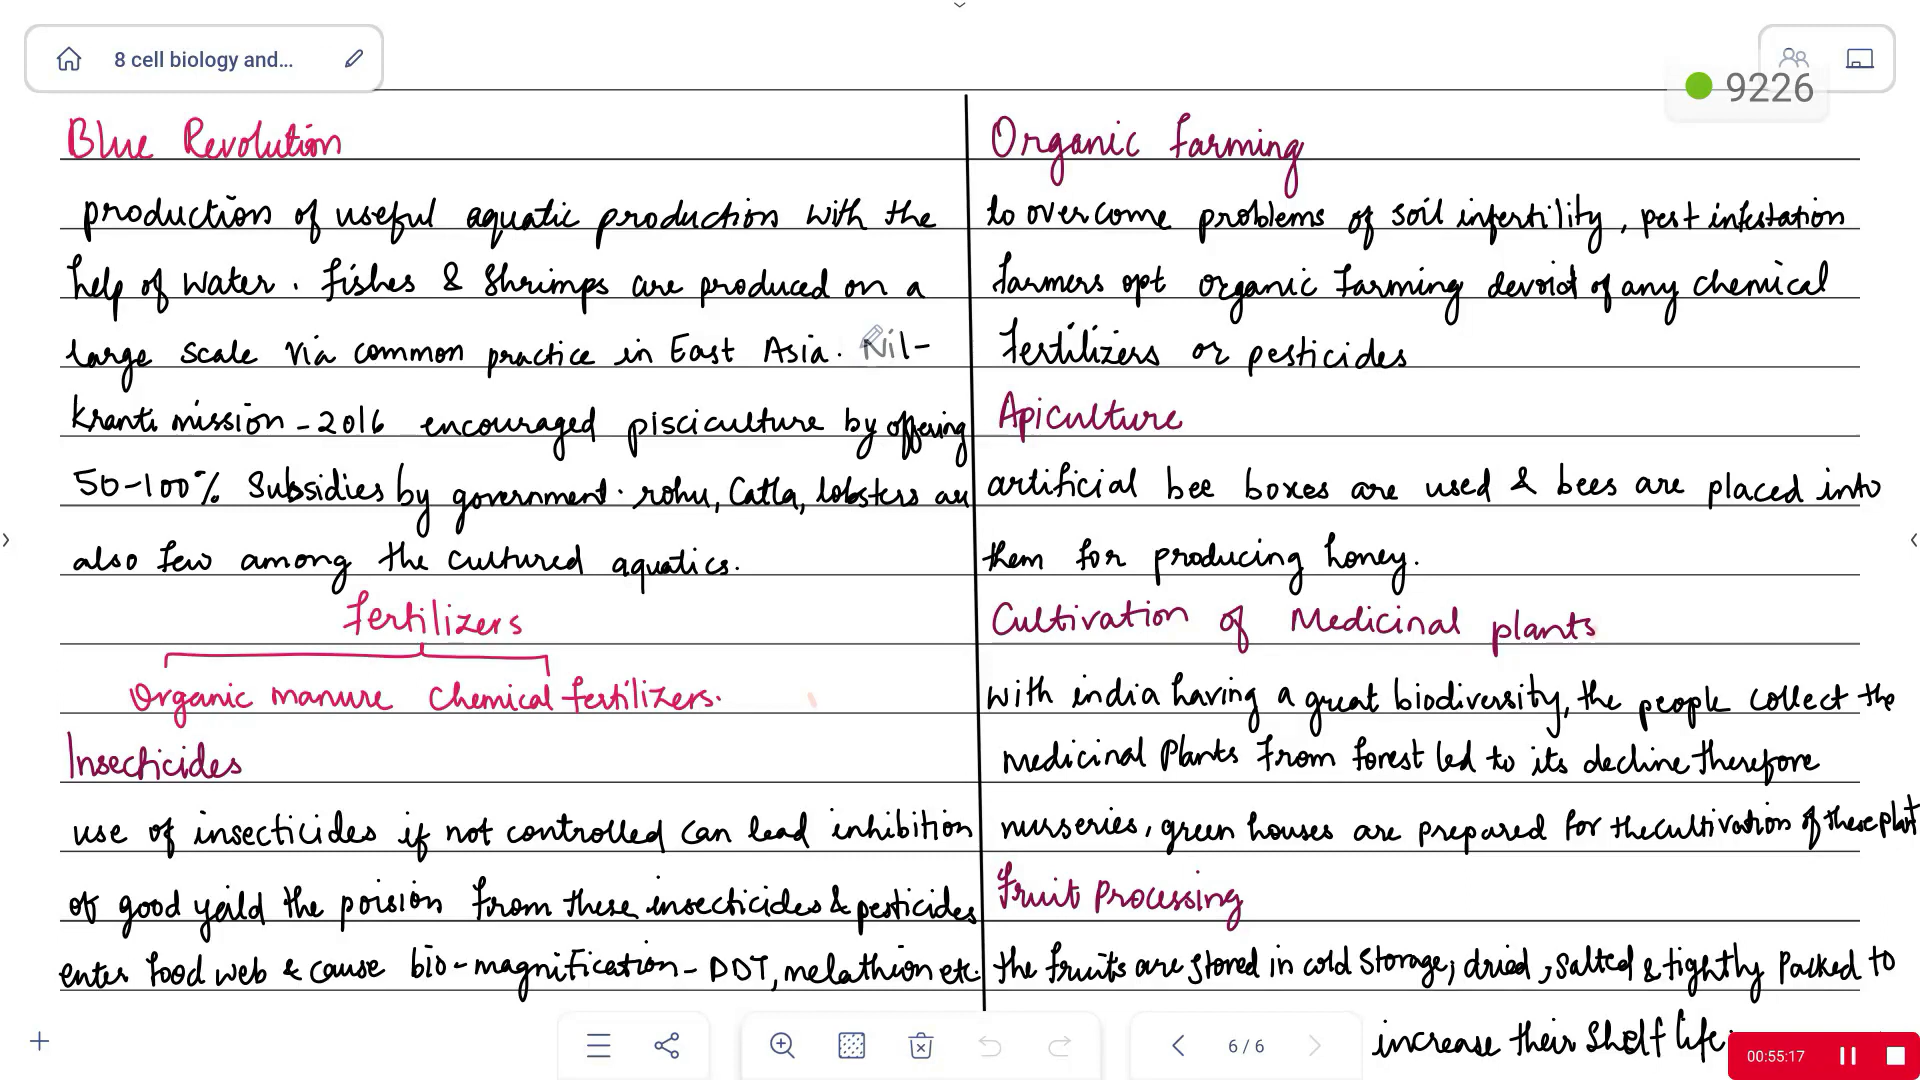 8 cell biology and...
9226
Blue Revolution
production of useful aquatic production with the
help of water. fishes & shrimps are produced on a
large scale via common practice in East Asia. Nil-
kranti mission - 2016 encouraged pisciculture by offering
50-100% subsidies by government. rohu, Catla, lobsters are
also few among the cultured aquatics.
fertilizers
Organic manure Chemical fertilizers.
Insecticides
use of insecticides if not controlled can lead inhibition
of good yeild the poision from these insecticides & pesticides
enter food web & cause bio-magnification - DDT, melathion etc.
Organic farming
to overcome problems of soil infertility, pest infestation
farmers opt organic farming devoid of any chemical
fertilizers or pesticides
Apiculture
artificial bee boxes are used & bees are placed into
them for producing honey.
Cultivation of Medicinal plants
with india having a great biodiversity, the people collect the
medicinal plants from forest led to its decline therefore
nurseries, green houses are prepared for the cultivation of these plant
fruit processing
the fruits are stored in cold storage, dried, salted & tightly packed to
increase their shelf life
6 / 6
00:55:17